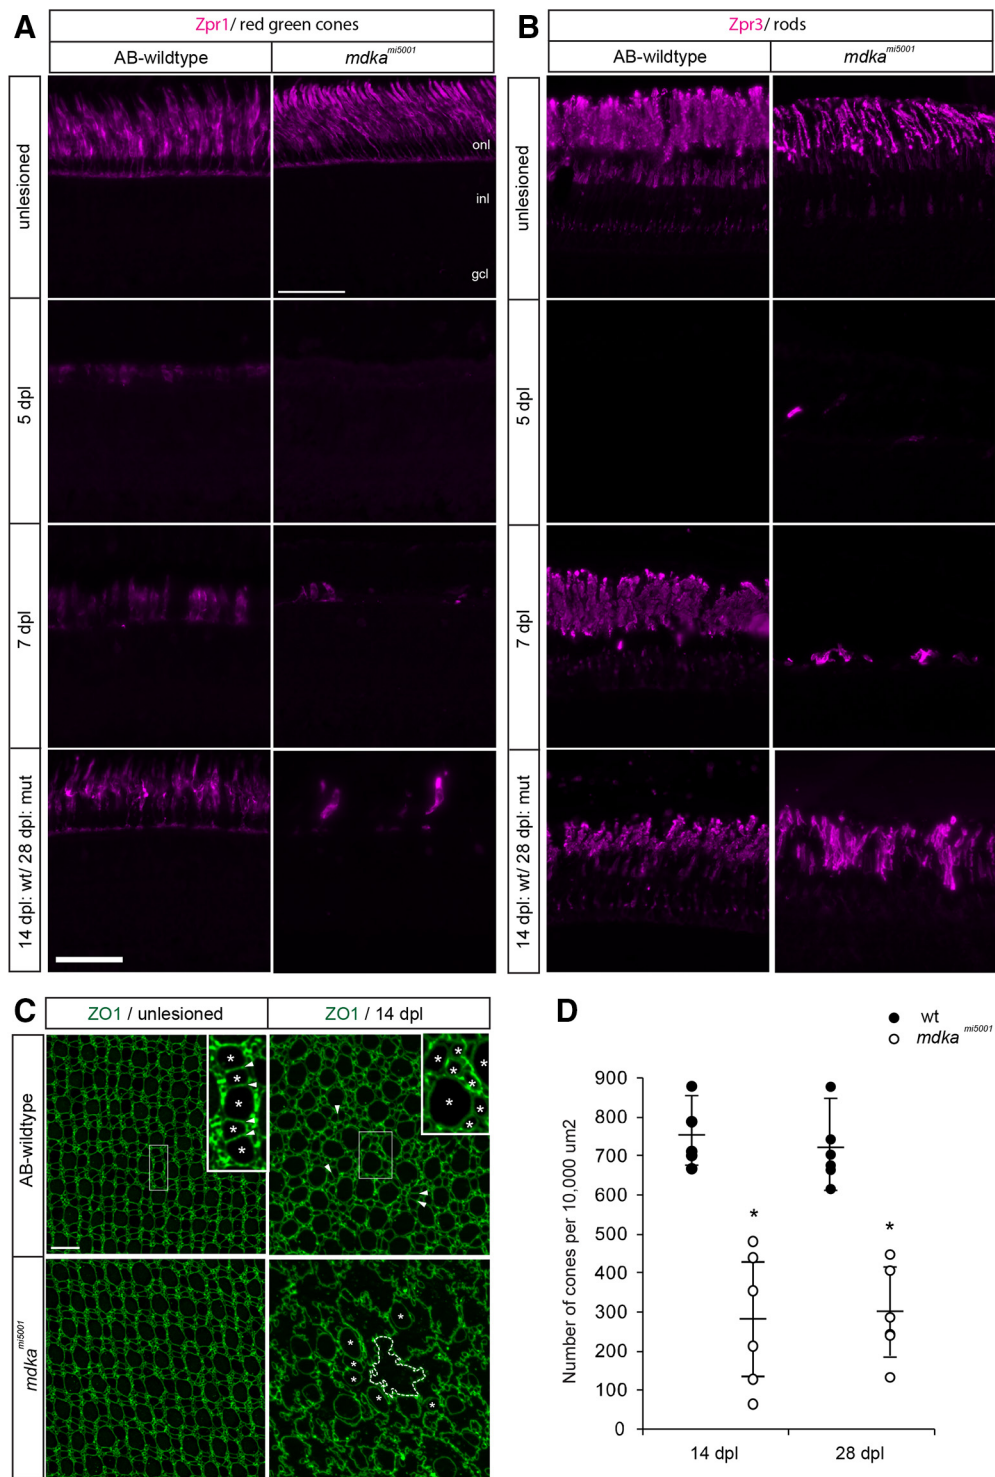 A
Zpr1/ red green cones
AB-wildtype
mdka mi5001
unlesioned
onl
inl
gcl
5 dpl
7 dpl
14 dpl: wt/ 28 dpl: mut
B
Zpr3/ rods
AB-wildtype
mdka mi5001
unlesioned
5 dpl
7 dpl
14 dpl: wt/ 28 dpl: mut
C
ZO1 / unlesioned
ZO1 / 14 dpl
AB-wildtype
* * * *
* * * * * *
mdka mi5001
* * * * * *
D
wt
mdka mi5001
Number of cones per 10,000 um2
900
800
700
600
500
400
300
200
100
0
*
*
14 dpl
28 dpl